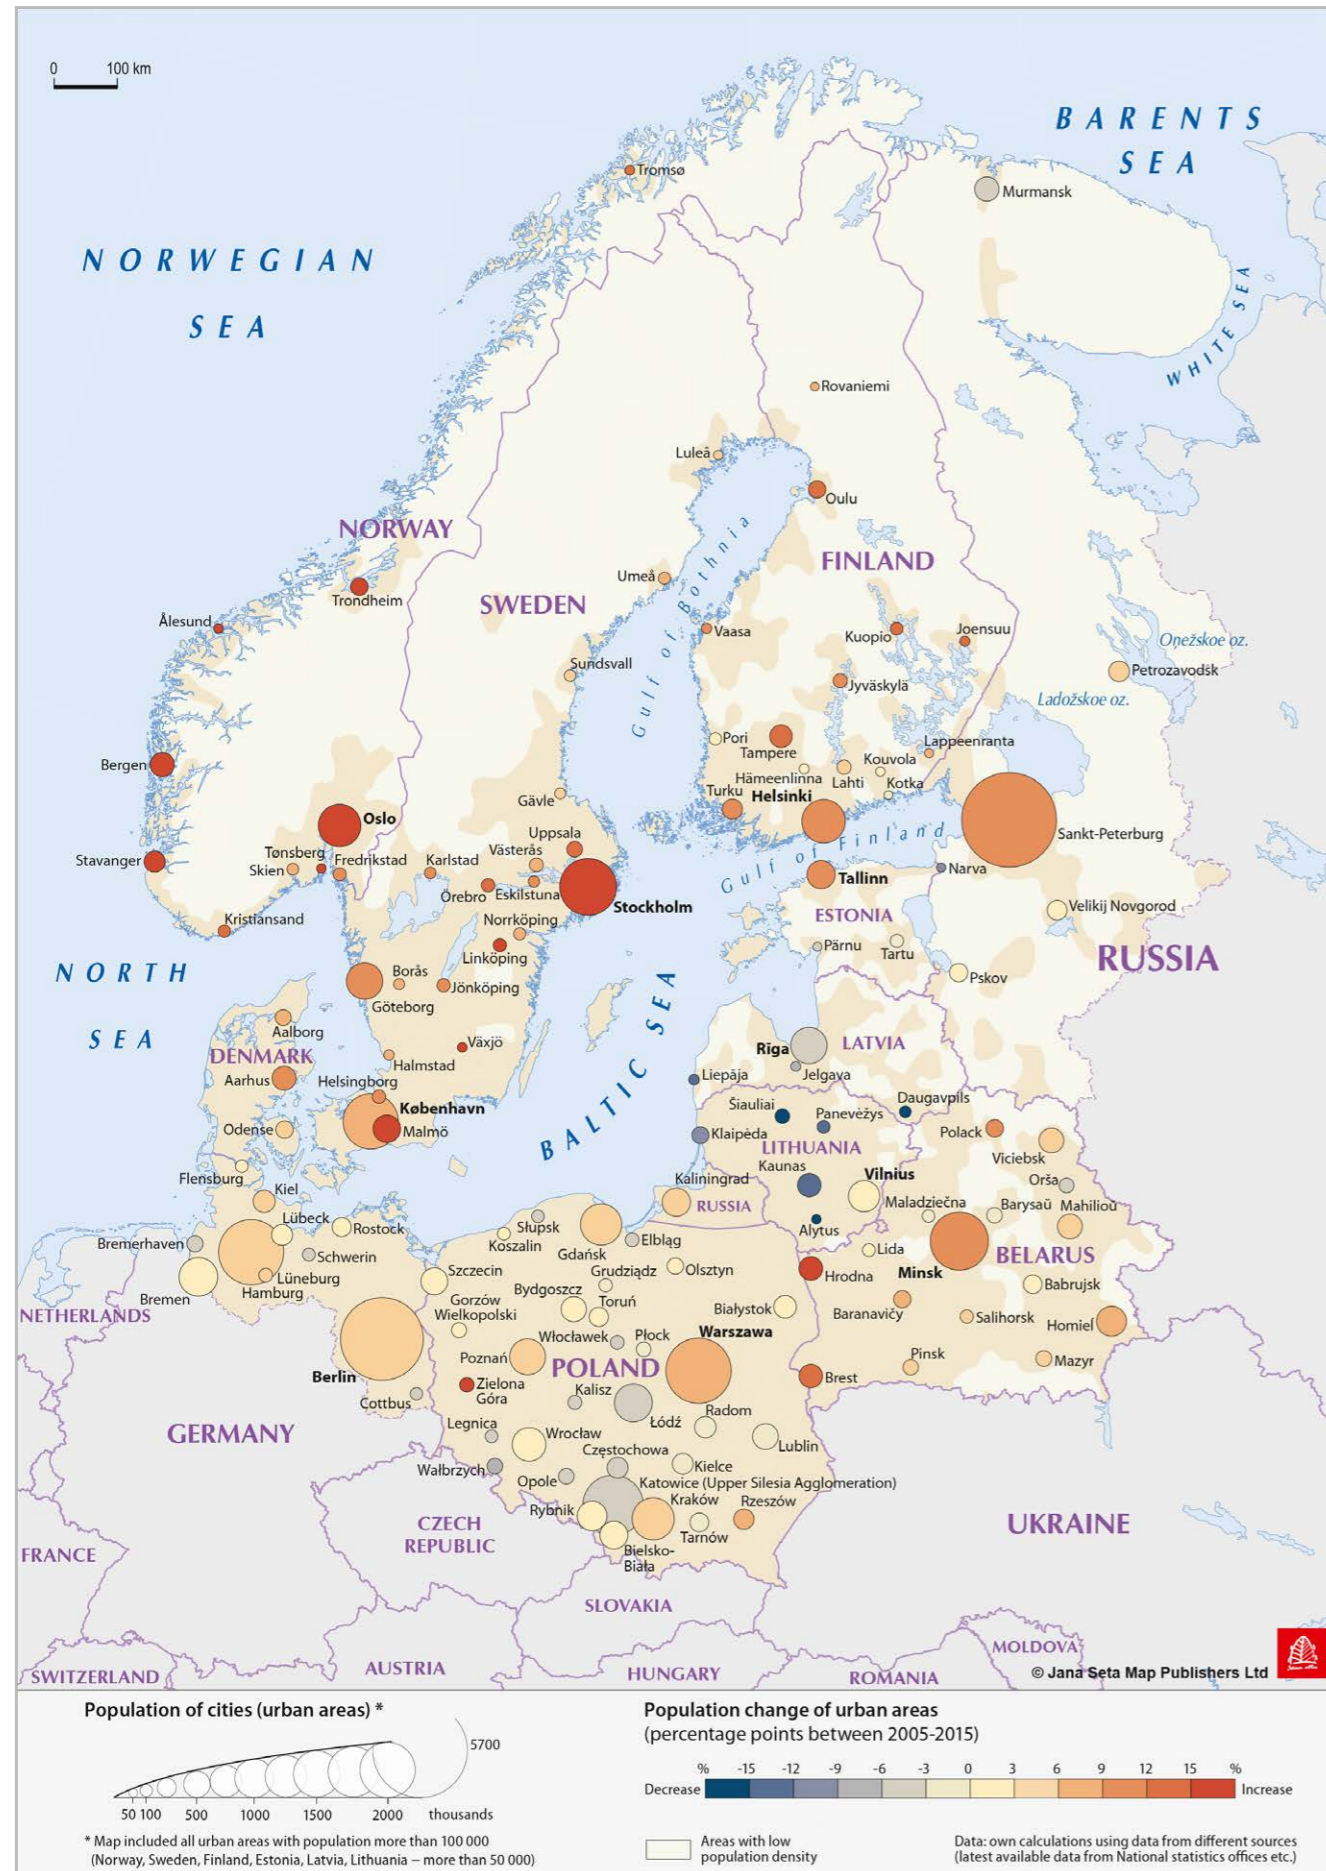 0 100 km
BARENTS
SEA
Tromsø
Murmansk
NORWEGIAN
SEA
WHITE SEA
Rovaniemi
Luleå
Oulu
NORWAY
FINLAND
Gulf of Bothnia
Umeå
Trondheim
SWEDEN
Ålesund
Vaasa
Kuopio
Joensuu
Oņežskoe oz.
Sundsvall
Petrozavodsk
Jyväskylä
Ladožskoe oz.
Pori
Tampere
Lappeenranta
Kouvola
Bergen
Hämeenlinna
Lahti
Kotka
Gävle
Turku
Helsinki
Oslo
Uppsala
Sankt-Peterburg
Gulf of Finland
Stavanger
Tønsberg
Fredrikstad
Karlstad
Västerås
Skien
Tallinn
Narva
Örebro
Eskilstuna
Stockholm
Velikij Novgorod
Kristiansand
Norrköping
ESTONIA
Linköping
Pärnu
Tartu
RUSSIA
NORTH
SEA
Borås
Jönköping
Göteborg
Pskov
BALTIC SEA
Aalborg
DENMARK
Växjö
Halmstad
Rīga
LATVIA
Jelgava
Liepāja
Aarhus
Helsingborg
København
Malmö
Odense
Šiauliai
Panevėžys
Daugavpils
Klaipėda
LITHUANIA
Polack
Viciebsk
Flensburg
Kaunas
Vilnius
Kaliningrad
RUSSIA
Orša
Kiel
Maladziečna
Barysaŭ
Mahilioŭ
Lübeck
Rostock
Słupsk
Alytus
Koszalin
Gdańsk
Elbląg
Bremerhaven
Schwerin
Lida
Minsk
BELARUS
Lüneburg
Hamburg
Szczecin
Grudziądz
Olsztyn
Hrodna
Babrujsk
Bremen
NETHERLANDS
Gorzów
Wielkopolski
Bydgoszcz
Toruń
Białystok
Baranavičy
Salihorsk
Homiel
Włocławek
Płock
Warszawa
Poznań
POLAND
Pinsk
Mazyr
Berlin
Cottbus
Zielona
Góra
Kalisz
Brest
Łódź
Radom
GERMANY
Legnica
Wrocław
Lublin
Częstochowa
Wałbrzych
Opole
Kielce
Katowice (Upper Silesia Agglomeration)
Rybnik
Kraków
Rzeszów
CZECH
REPUBLIC
Tarnów
UKRAINE
Bielsko-
Biała
FRANCE
SLOVAKIA
MOLDOVA
SWITZERLAND
AUSTRIA
HUNGARY
ROMANIA
© Jana Seta Map Publishers Ltd
Population of cities (urban areas) *
5700
50 100 500 1000 1500 2000 thousands
* Map included all urban areas with population more than 100 000
(Norway, Sweden, Finland, Estonia, Latvia, Lithuania – more than 50 000)
Population change of urban areas
(percentage points between 2005-2015)
% -15 -12 -9 -6 -3 0 3 6 9 12 15 %
Decrease Increase
Areas with low
population density
Data: own calculations using data from different sources
(latest available data from National statistics offices etc.)